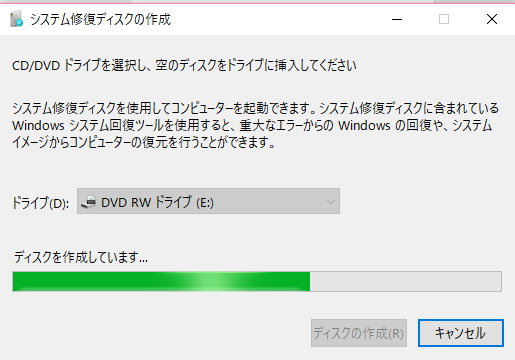 システム修復ディスクの作成
CD/DVD ドライブを選択し、空のディスクをドライブに挿入してください
システム修復ディスクを使用してコンピューターを起動できます。システム修復ディスクに含まれている
Windows システム回復ツールを使用すると、重大なエラーからの Windows の回復や、システム
イメージからコンピューターの復元を行うことができます。
ドライブ(D): DVD RW ドライブ (E:)
ディスクを作成しています...
ディスクの作成(R) キャンセル